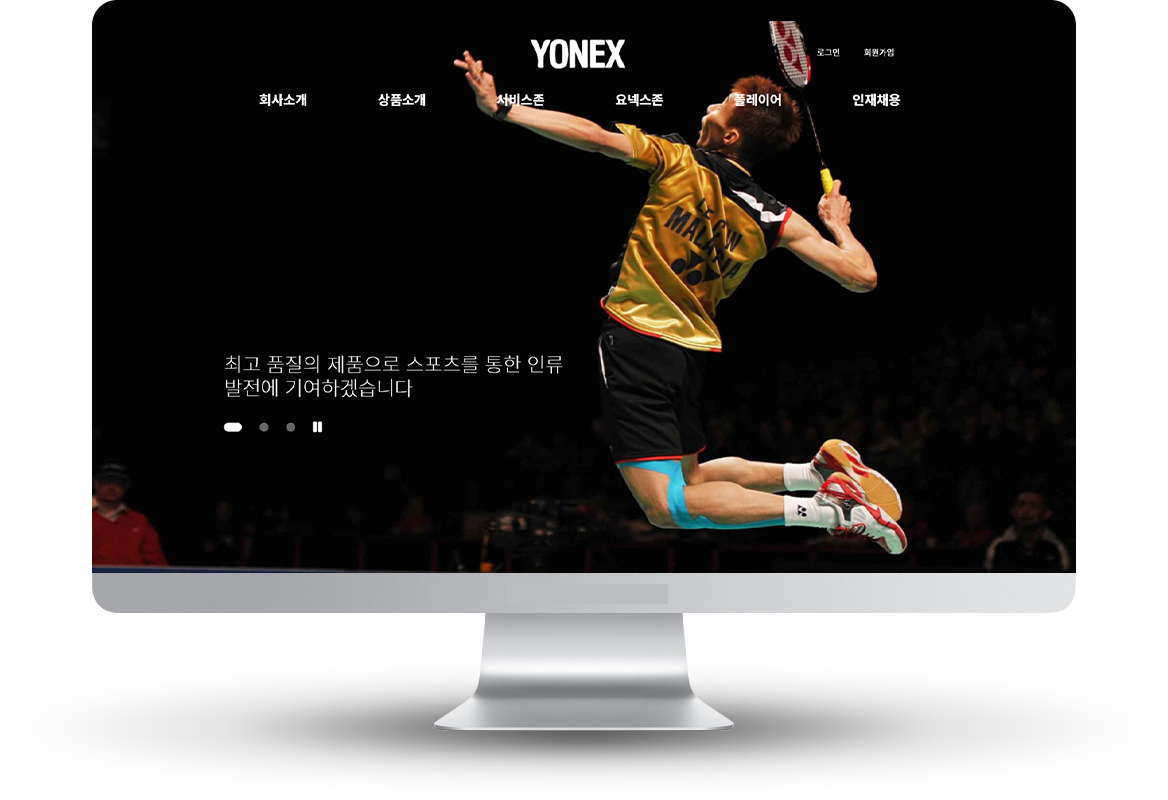 YONEX
로그인 회원가입
회사소개 상품소개 서비스존 요넥스존 플레이어 인재채용
MALAYSIA
최고 품질의 제품으로 스포츠를 통한 인류
발전에 기여하겠습니다